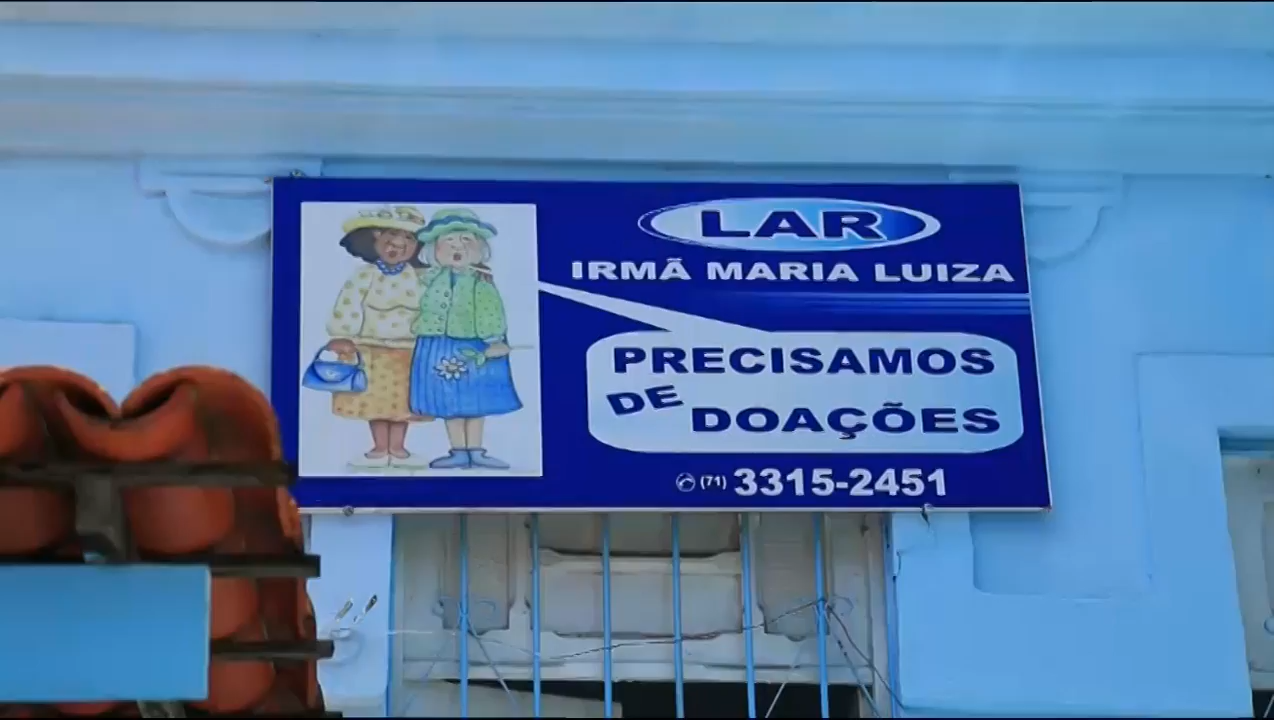 LAR
IRMÃ MARIA LUIZA
PRECISAMOS
DE
DOAÇÕES
(71) 3315-2451